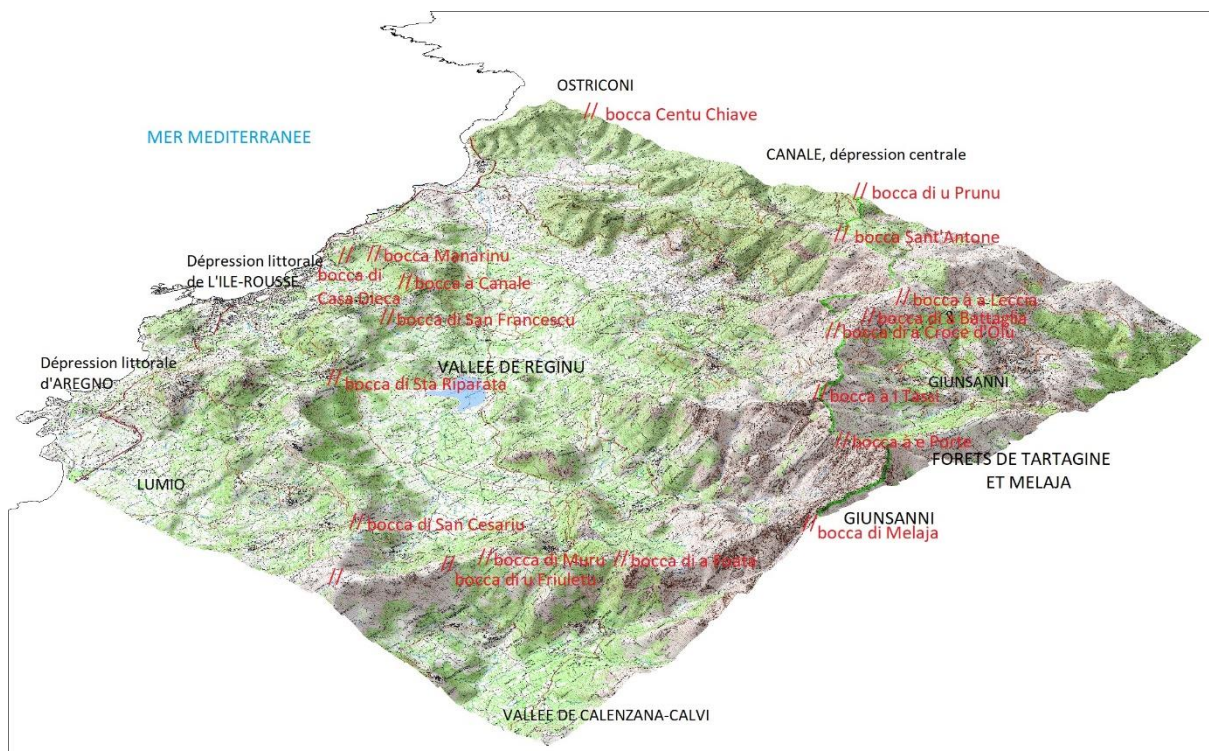 OSTRICONI
// bocca Centu Chiave
MER MEDITERRANEE
CANALE, dépression centrale
// bocca di u Prunu
// bocca Sant'Antone
Dépression littorale
de L'ILE-ROUSSE
// // bocca Manarinu
bocca di
Casa Dieca
// bocca a Canale
// bocca à a Leccia
// bocca di a Battaglia
// bocca di San Francescu
// bocca di a Croce d'Olu
Dépression littorale
d'AREGNO
VALLEE DE REGINU
// bocca di Sta Riparata
GIUNSANNI
// bocca à i Tassi
// bocca à e Porte
FORETS DE TARTAGINE
ET MELAJA
LUMIO
GIUNSANNI
// bocca di San Cesariu
// bocca di Melaja
// bocca di Muru
// bocca di a
// bocca di u Friuletu
//
VALLEE DE CALENZANA-CALVI